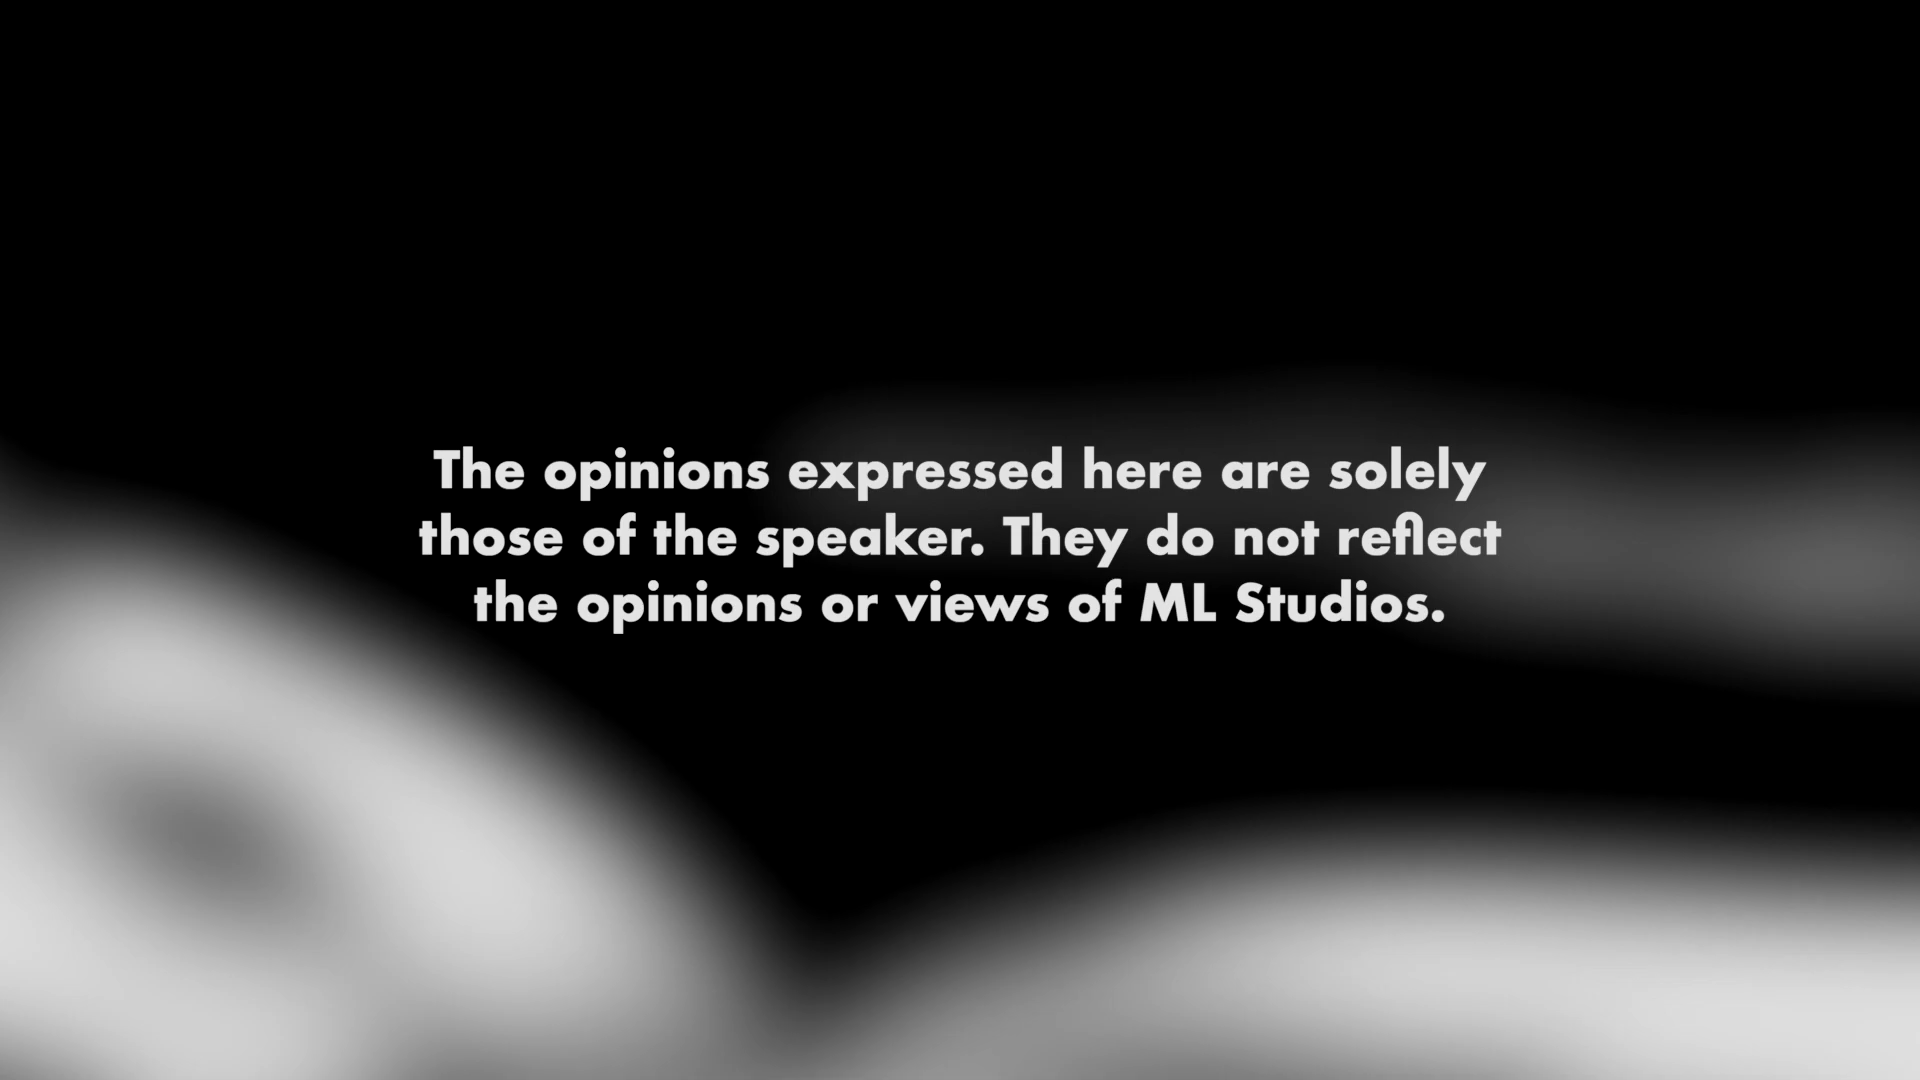 The opinions expressed here are solely
those of the speaker. They do not reflect
the opinions or views of ML Studios.